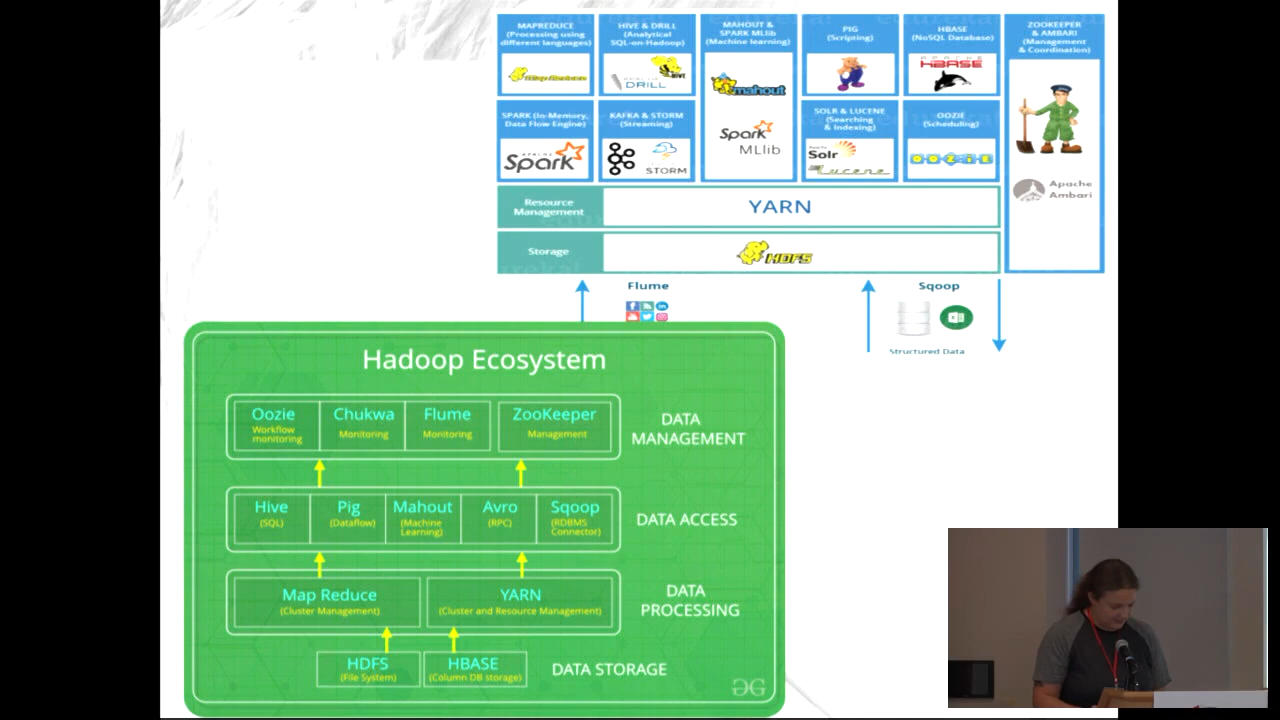 MAPREDUCE
(Processing using
different languages)
HIVE & DRILL
(Analytical
SQL-on-Hadoop)
DRILL
HIVE
MAHOUT &
SPARK MLlib
(Machine learning)
mahout
Spark
MLlib
PIG
(Scripting)
HBASE
(NoSQL Database)
APACHE
HBASE
ZOOKEEPER
& AMBARI
(Management
& Coordination)
Apache
Ambari
SPARK (In-Memory,
Data Flow Engine)
APACHE
Spark
KAFKA & STORM
(Streaming)
STORM
SOLR & LUCENE
(Searching
& Indexing)
Solr
Lucene
OOZIE
(Scheduling)
OOZIE
Resource
Management
YARN
Storage
HDFS
Flume
Sqoop
Structured Data
Hadoop Ecosystem
Oozie
Workflow
monitoring
Chukwa
Monitoring
Flume
Monitoring
ZooKeeper
Management
DATA
MANAGEMENT
Hive
(SQL)
Pig
(Dataflow)
Mahout
(Machine
Learning)
Avro
(RPC)
Sqoop
(RDBMS
Connector)
DATA ACCESS
Map Reduce
(Cluster Management)
YARN
(Cluster and Resource Management)
DATA
PROCESSING
HDFS
(File System)
HBASE
(Column DB storage)
DATA STORAGE